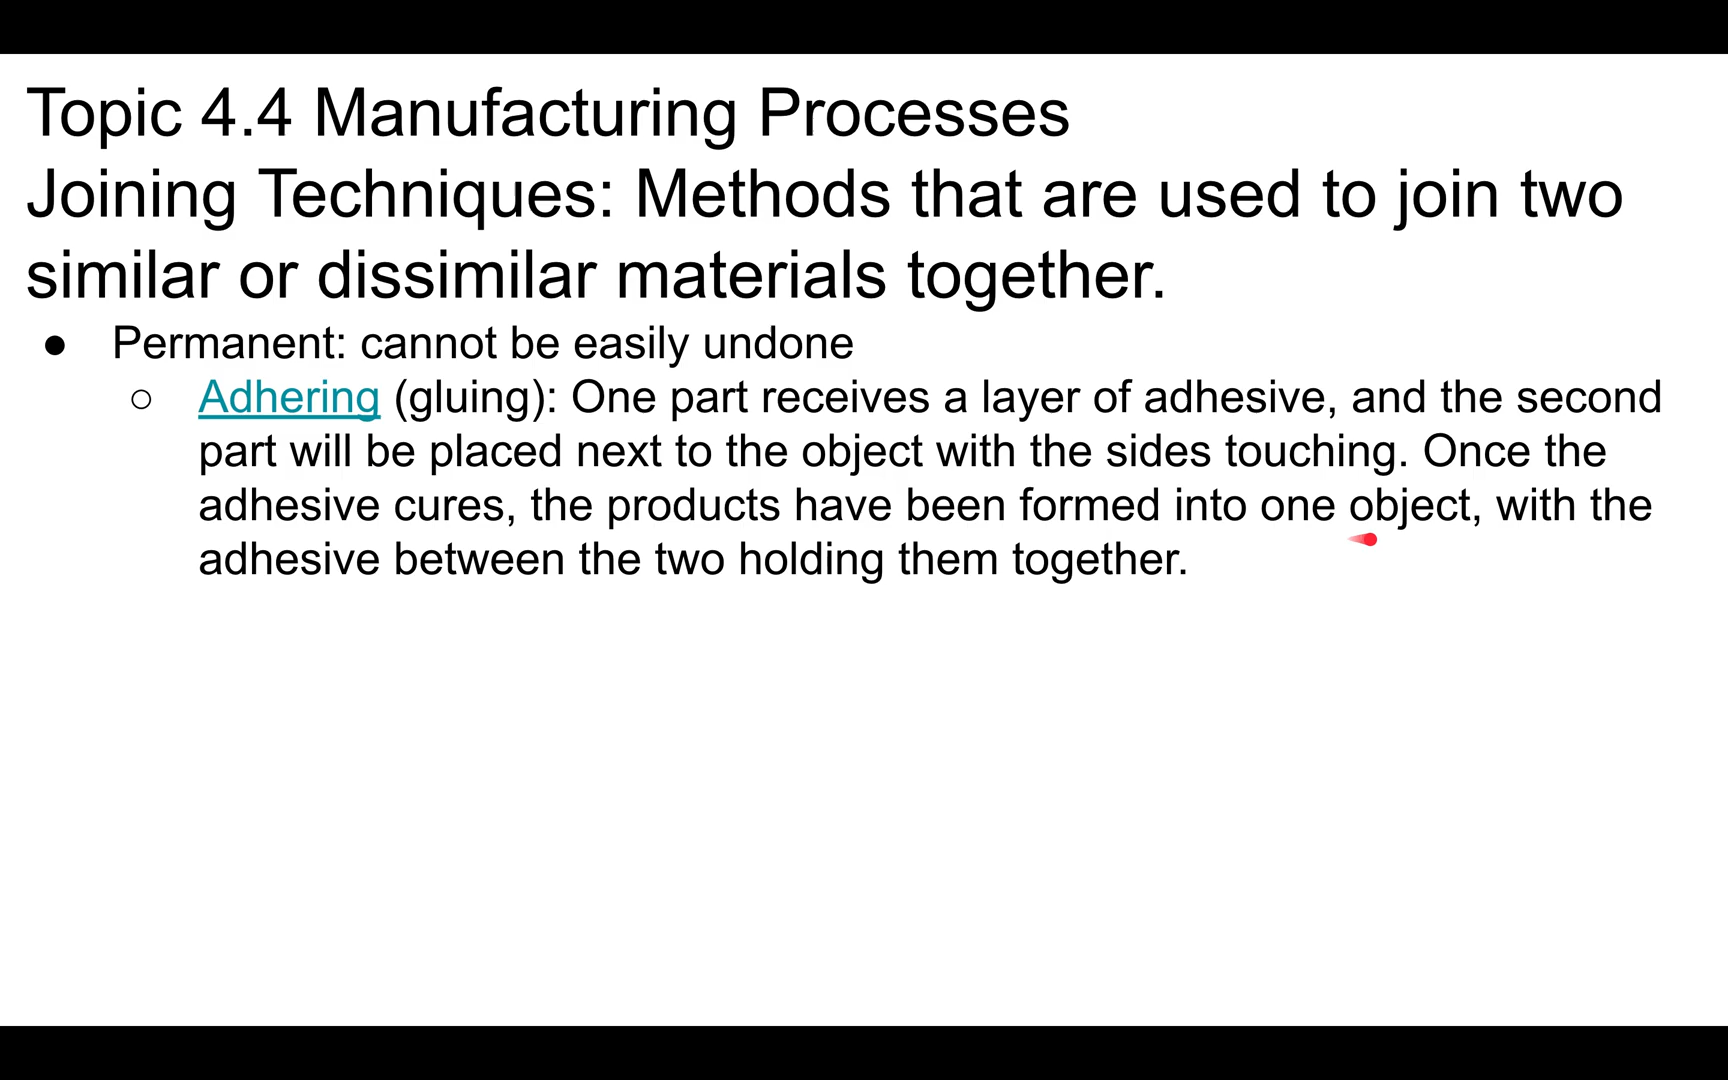 Topic 4.4 Manufacturing Processes
Joining Techniques: Methods that are used to join two
similar or dissimilar materials together.
● Permanent: cannot be easily undone
○ Adhering (gluing): One part receives a layer of adhesive, and the second
part will be placed next to the object with the sides touching. Once the
adhesive cures, the products have been formed into one object, with the
adhesive between the two holding them together.